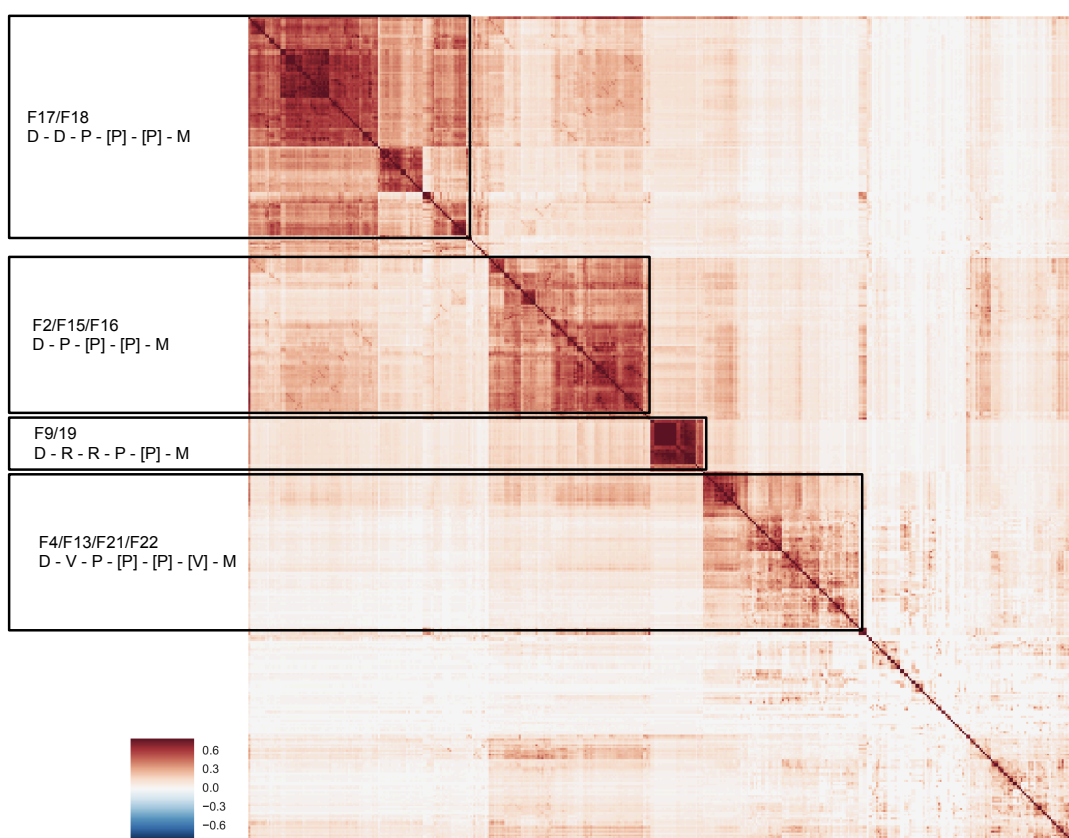 F17/F18
D - D - P - [P] - [P] - M
F2/F15/F16
D - P - [P] - [P] - M
F9/19
D - R - R - P - [P] - M
F4/F13/F21/F22
D - V - P - [P] - [P] - [V] - M
0.6
0.3
0.0
−0.3
−0.6